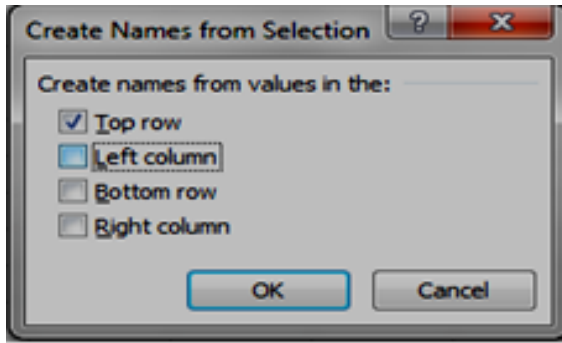 Create Names from Selection
Create names from values in the:
Top row
Left column
Bottom row
Right column
OK Cancel